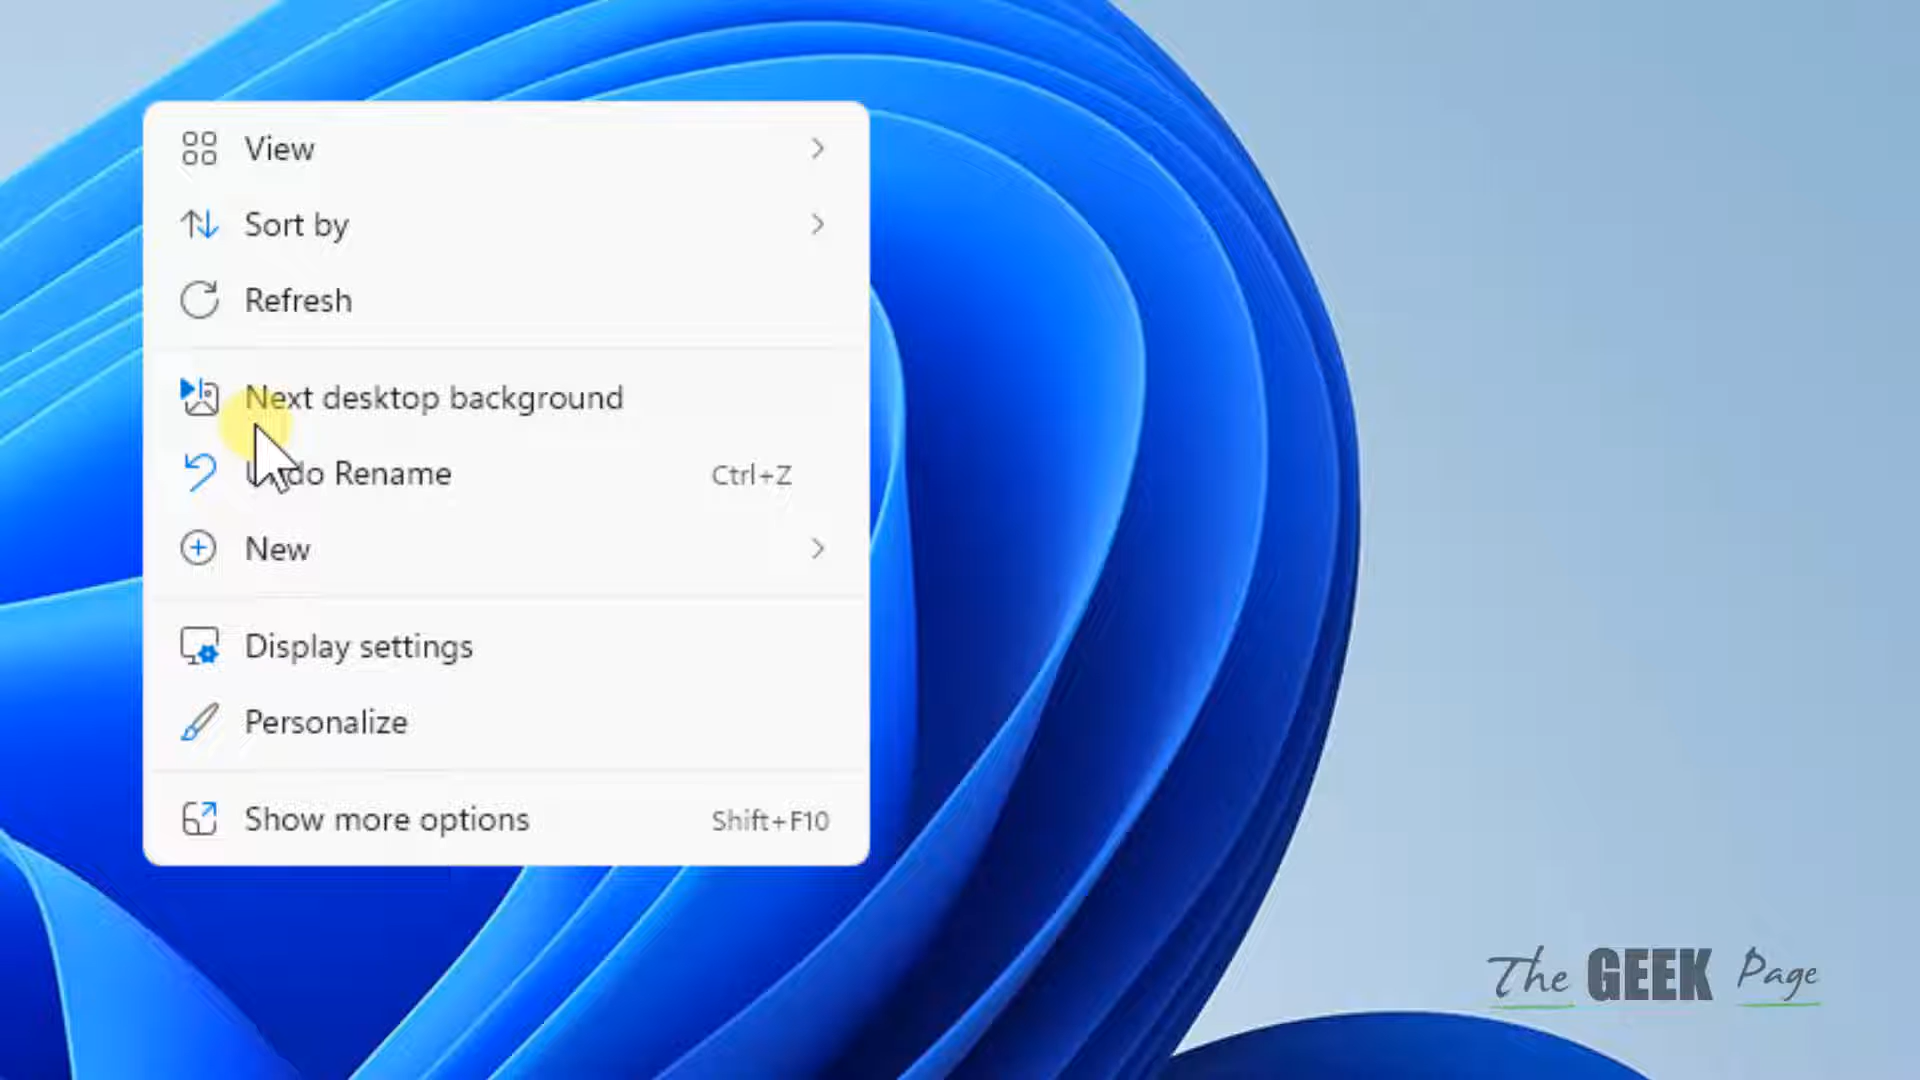 View
Sort by
Refresh
Next desktop background
Undo Rename Ctrl+Z
New
Display settings
Personalize
Show more options Shift+F10
The GEEK Page